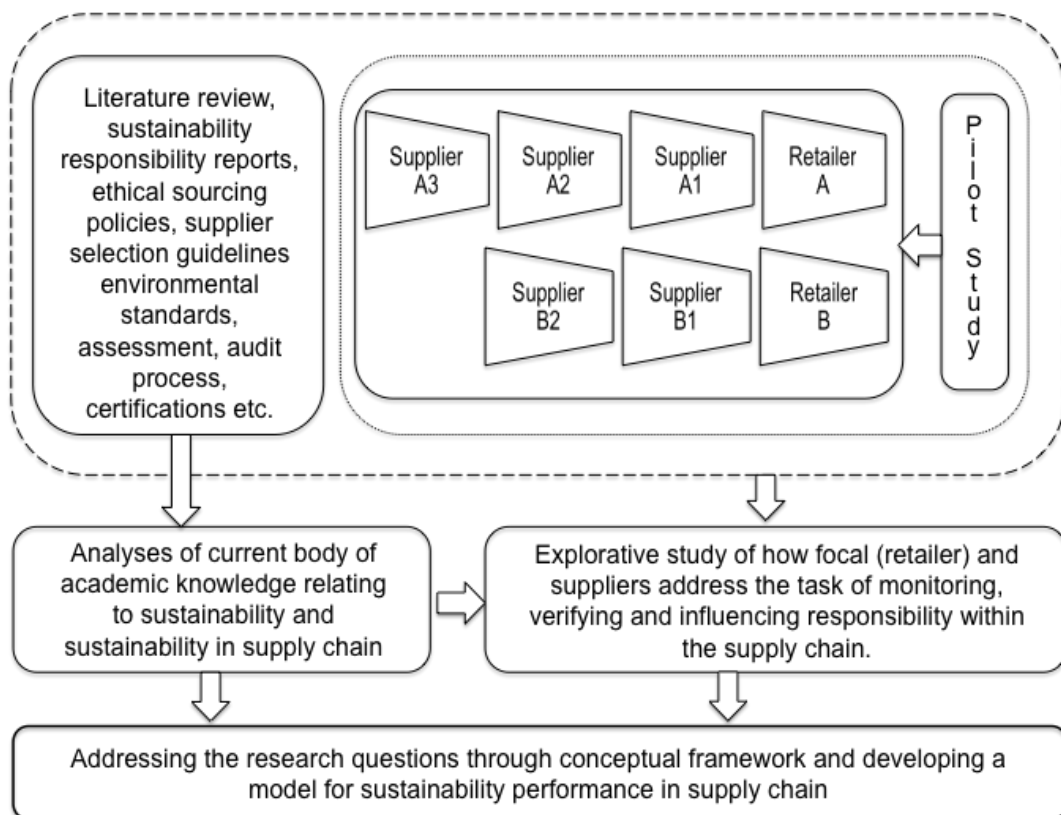 Literature review,
sustainability
responsibility reports,
ethical sourcing
policies, supplier
selection guidelines
environmental
standards,
assessment, audit
process,
certifications etc.
Supplier
A3
Supplier
A2
Supplier
A1
Retailer
A
Supplier
B2
Supplier
B1
Retailer
B
Pilot Study
Analyses of current body of
academic knowledge relating
to sustainability and
sustainability in supply chain
Explorative study of how focal (retailer) and
suppliers address the task of monitoring,
verifying and influencing responsibility within
the supply chain.
Addressing the research questions through conceptual framework and developing a
model for sustainability performance in supply chain